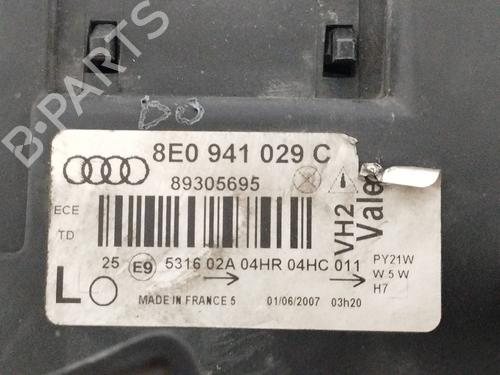 B-PARTS
DO
8E0 941 029 C
89305695
ECE
TD
VH2
25 E9 5316 02A 04HR 04HC 011
PY21W
W 5 W
H7
L
MADE IN FRANCE 5 01/06/2007 03h20